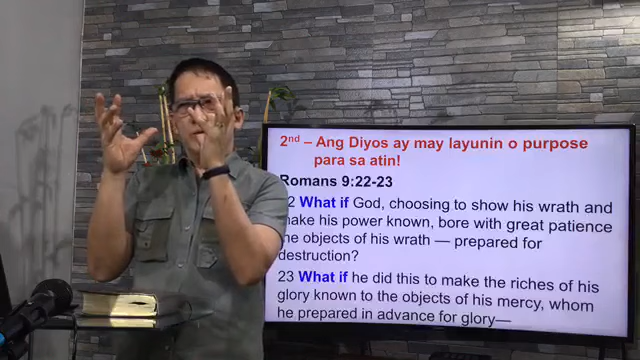 2nd – Ang Diyos ay may layunin o purpose
para sa atin!
Romans 9:22-23
2 What if God, choosing to show his wrath and
make his power known, bore with great patience
the objects of his wrath — prepared for
destruction?
23 What if he did this to make the riches of his
glory known to the objects of his mercy, whom
he prepared in advance for glory—